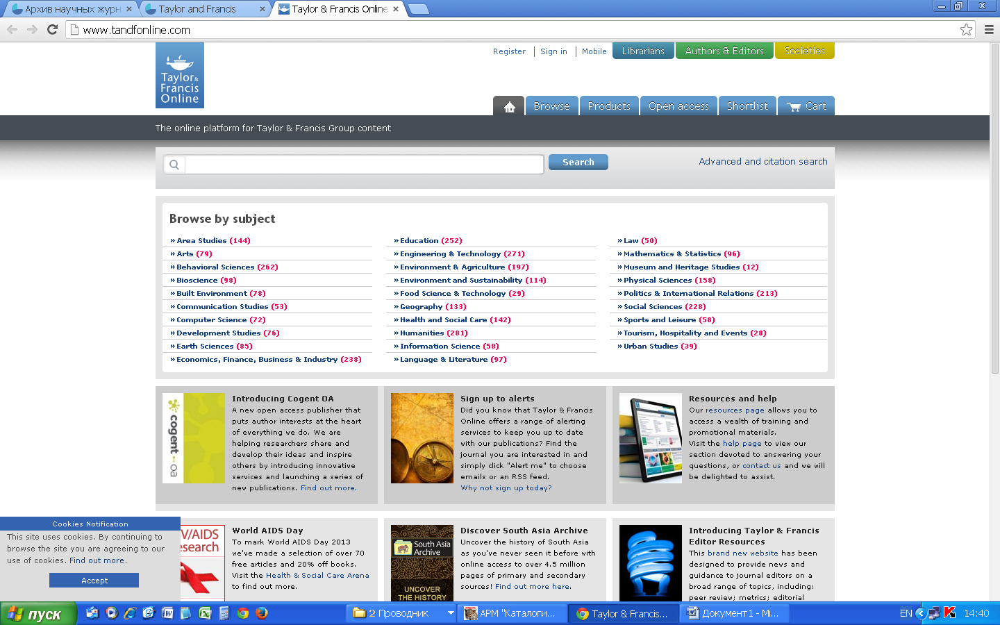 Архив научных журн
Taylor and Francis
Taylor & Francis Online
www.tandfonline.com
Register
Sign in
Mobile
Librarians
Authors & Editors
Societies
Taylor &
Francis
Online
Browse
Products
Open access
Shortlist
Cart
The online platform for Taylor & Francis Group content
Search
Advanced and citation search
Browse by subject
» Area Studies (144)
» Arts (79)
» Behavioral Sciences (262)
» Bioscience (98)
» Built Environment (78)
» Communication Studies (53)
» Computer Science (72)
» Development Studies (76)
» Earth Sciences (85)
» Economics, Finance, Business & Industry (238)
» Education (252)
» Engineering & Technology (271)
» Environment & Agriculture (197)
» Environment and Sustainability (114)
» Food Science & Technology (29)
» Geography (133)
» Health and Social Care (142)
» Humanities (281)
» Information Science (58)
» Language & Literature (97)
» Law (50)
» Mathematics & Statistics (96)
» Museum and Heritage Studies (12)
» Physical Sciences (158)
» Politics & International Relations (213)
» Social Sciences (228)
» Sports and Leisure (58)
» Tourism, Hospitality and Events (28)
» Urban Studies (39)
cogent oa
Introducing Cogent OA
A new open access publisher that
puts author interests at the heart
of everything we do. We are
helping researchers share and
develop their ideas and inspire
others by introducing innovative
services and launching a series of
new publications. Find out more.
Sign up to alerts
Did you know that Taylor & Francis
Online offers a range of alerting
services to keep you up to date
with our publications? Find the
journal you are interested in and
simply click "Alert me" to choose
emails or an RSS feed.
Why not sign up today?
Resources and help
Our resources page allows you to
access a wealth of training and
promotional materials.
Visit the help page to view our
section devoted to answering your
questions, or contact us and we will
be delighted to assist.
Cookies Notification
This site uses cookies. By continuing to
browse the site you are agreeing to our
use of cookies. Find out more.
Accept
V/AIDS
esearch
World AIDS Day
To mark World AIDS Day 2013
we've made a selection of over 70
free articles and 20% off books.
Visit the Health & Social Care Arena
to find out more.
South Asia
Archive
UNCOVER
THE HISTORY
Discover South Asia Archive
Uncover the history of South Asia
as you've never seen it before with
online access to over 4.5 million
pages of primary and secondary
sources! Find out more here.
Introducing Taylor & Francis
Editor Resources
This brand new website has been
designed to provide news and
guidance to journal editors on a
broad range of topics, including:
peer review; metrics; editorial
пуск
2 Проводник
АРМ "Каталоги...
Taylor & Francis...
Документ1 - Mi...
EN
14:40